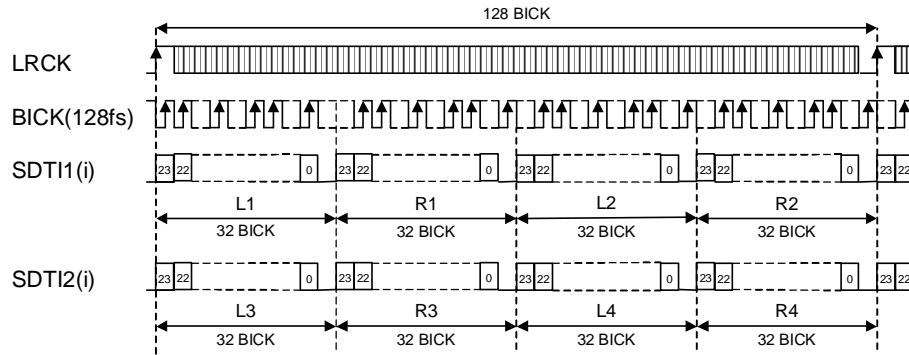 128 BICK
LRCK
BICK(128fs)
SDTI1(i) 23 22 0 23 22 0 23 22 0 23 22 0 23 22
L1 R1 L2 R2
32 BICK 32 BICK 32 BICK 32 BICK
SDTI2(i) 23 22 0 23 22 0 23 22 0 23 22 0 23 22
L3 R3 L4 R4
32 BICK 32 BICK 32 BICK 32 BICK